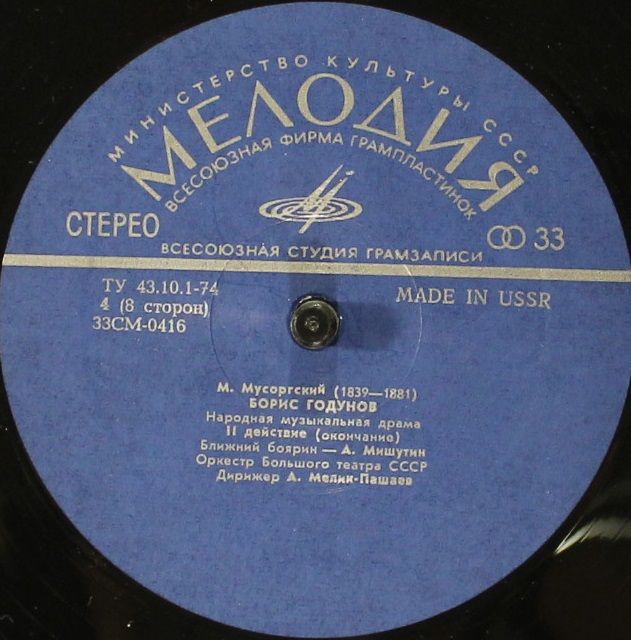 МИНИСТЕРСТВО КУЛЬТУРЫ СССР
МЕЛОДИЯ
ВСЕСОЮЗНАЯ ФИРМА ГРАМПЛАСТИНОК
СТЕРЕО
33
ВСЕСОЮЗНАЯ СТУДИЯ ГРАМЗАПИСИ
ТУ 43.10.1-74
MADE IN USSR
4 (8 сторон)
33СМ-0416
М. Мусоргский (1839—1881)
БОРИС ГОДУНОВ
Народная музыкальная драма
II действие (окончание)
Ближний боярин — А. Мишутин
Оркестр Большого театра СССР
Дирижер А. Мелик-Пашаев